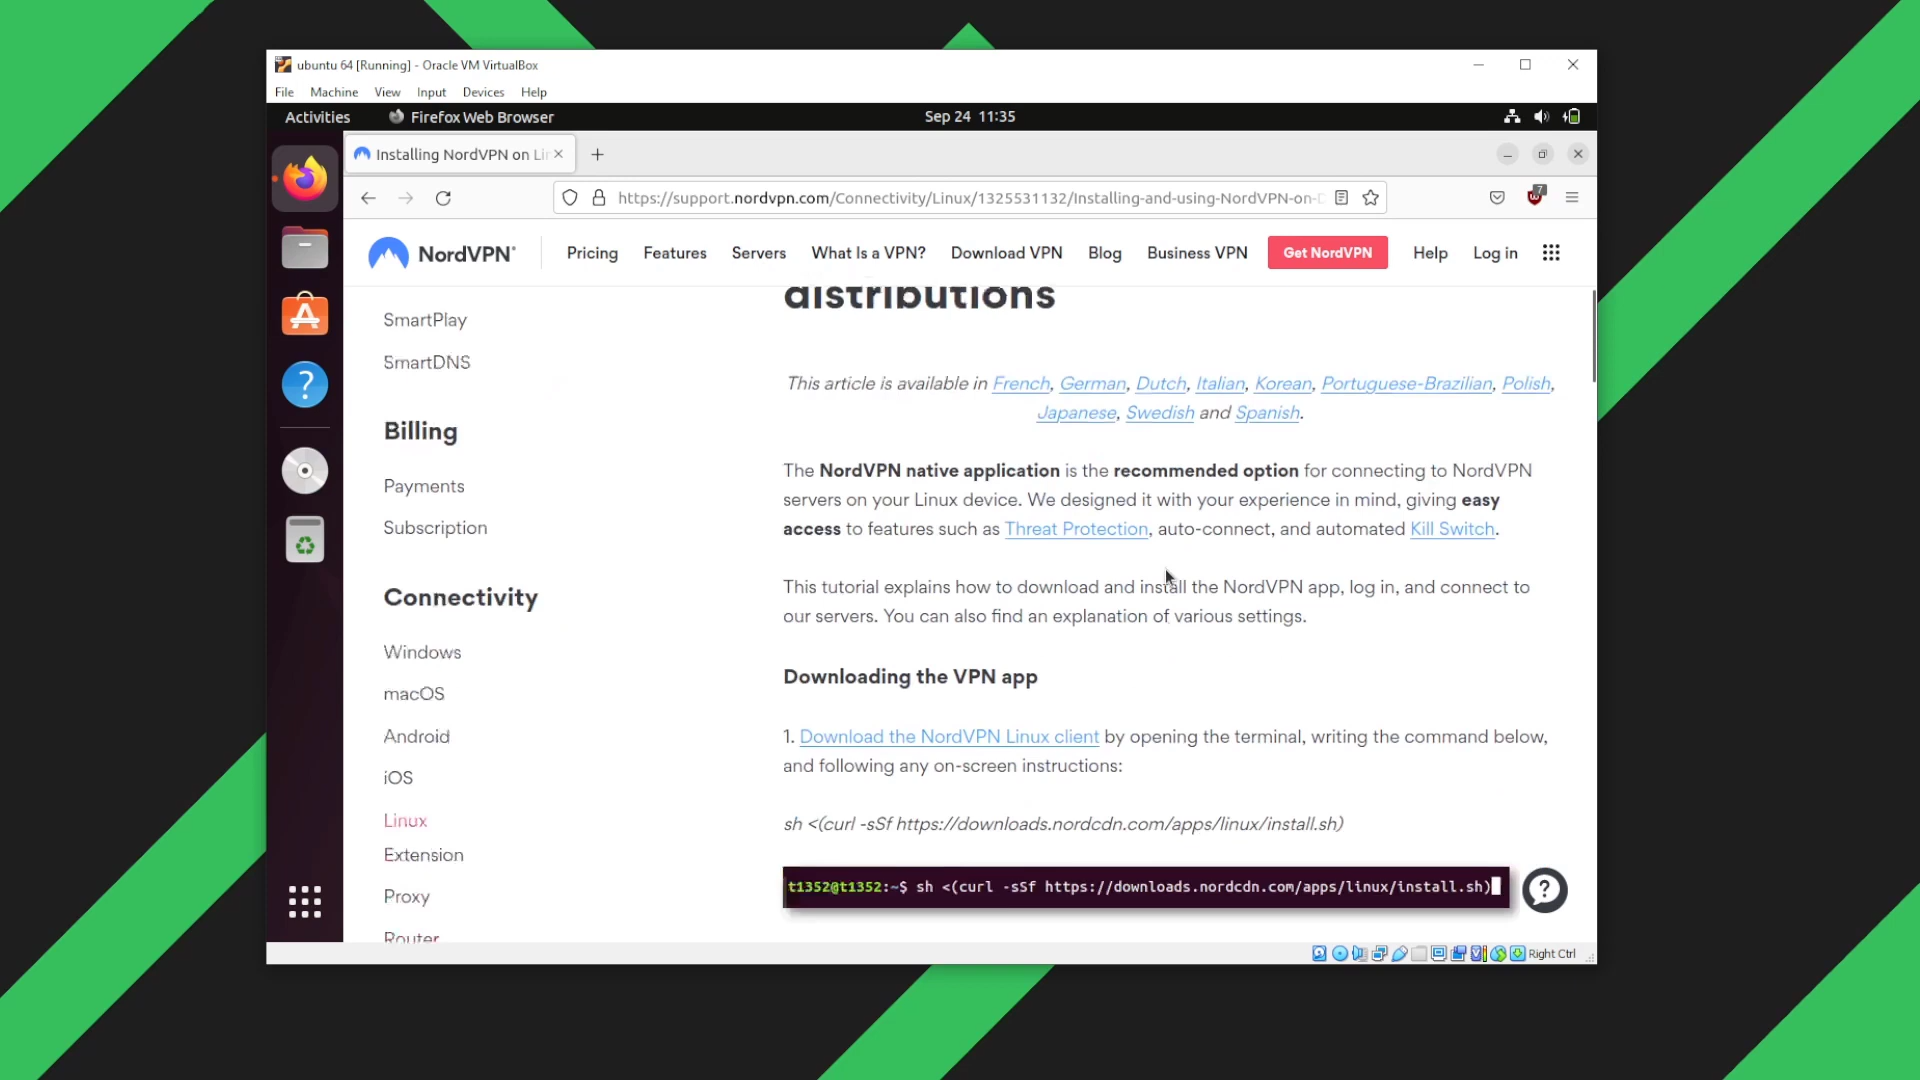 ubuntu 64 [Running] - Oracle VM VirtualBox
File Machine View Input Devices Help
Activities Firefox Web Browser Sep 24 11:35
Installing NordVPN on Lin
https://support.nordvpn.com/Connectivity/Linux/1325531132/Installing-and-using-NordVPN-on-D
7
NordVPN® Pricing Features Servers What Is a VPN? Download VPN Blog Business VPN Get NordVPN Help Log in
SmartPlay
SmartDNS
Billing
Payments
Subscription
Connectivity
Windows
macOS
Android
iOS
Linux
Extension
Proxy
Router
distributions
This article is available in French, German, Dutch, Italian, Korean, Portuguese-Brazilian, Polish,
Japanese, Swedish and Spanish.
The NordVPN native application is the recommended option for connecting to NordVPN
servers on your Linux device. We designed it with your experience in mind, giving easy
access to features such as Threat Protection, auto-connect, and automated Kill Switch.
This tutorial explains how to download and install the NordVPN app, log in, and connect to
our servers. You can also find an explanation of various settings.
Downloading the VPN app
1. Download the NordVPN Linux client by opening the terminal, writing the command below,
and following any on-screen instructions:
sh <(curl -sSf https://downloads.nordcdn.com/apps/linux/install.sh)
t1352@t1352:~$ sh <(curl -sSf https://downloads.nordcdn.com/apps/linux/install.sh)
Right Ctrl